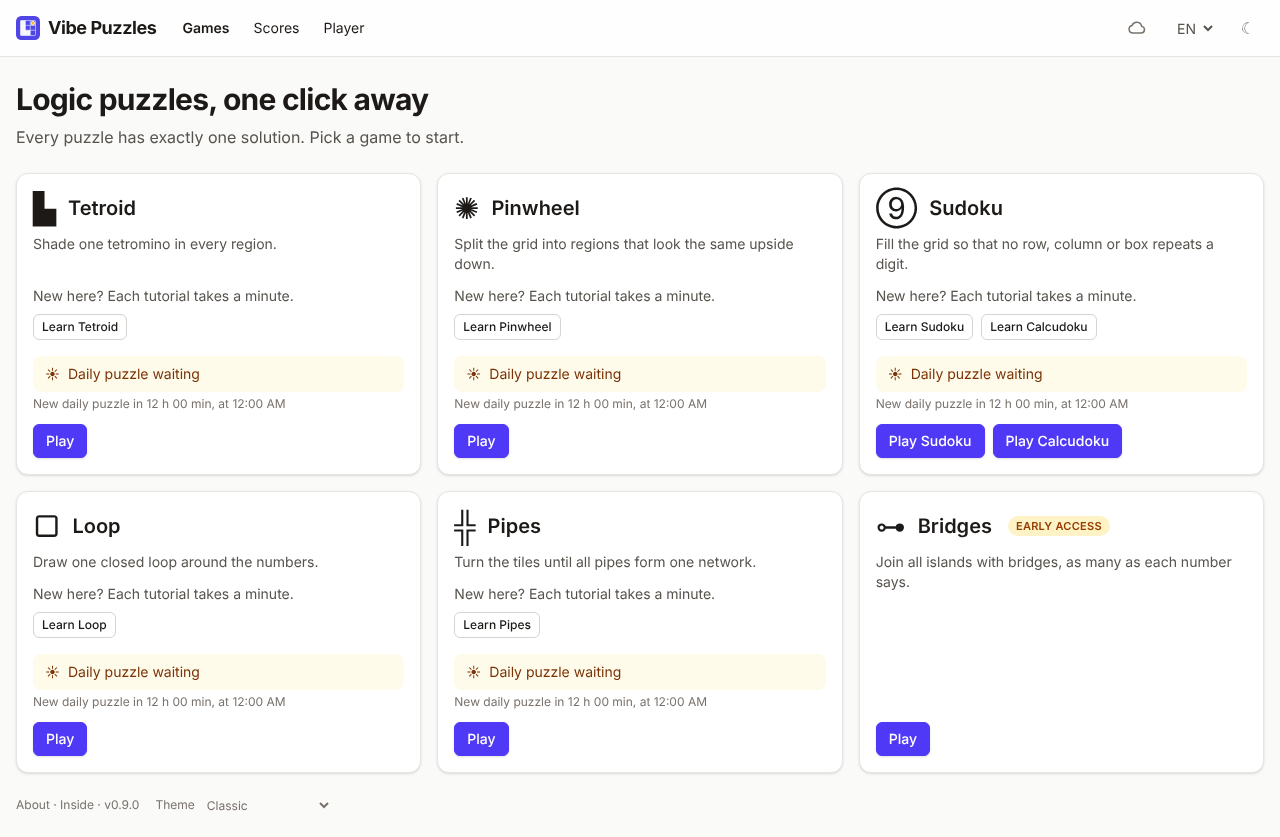 Vibe Puzzles Games Scores Player EN
Logic puzzles, one click away
Every puzzle has exactly one solution. Pick a game to start.
Tetroid
Shade one tetromino in every region.
New here? Each tutorial takes a minute.
Learn Tetroid
Daily puzzle waiting
New daily puzzle in 12 h 00 min, at 12:00 AM
Play
Pinwheel
Split the grid into regions that look the same upside
down.
New here? Each tutorial takes a minute.
Learn Pinwheel
Daily puzzle waiting
New daily puzzle in 12 h 00 min, at 12:00 AM
Play
9 Sudoku
Fill the grid so that no row, column or box repeats a
digit.
New here? Each tutorial takes a minute.
Learn Sudoku Learn Calcudoku
Daily puzzle waiting
New daily puzzle in 12 h 00 min, at 12:00 AM
Play Sudoku Play Calcudoku
Loop
Draw one closed loop around the numbers.
New here? Each tutorial takes a minute.
Learn Loop
Daily puzzle waiting
New daily puzzle in 12 h 00 min, at 12:00 AM
Play
Pipes
Turn the tiles until all pipes form one network.
New here? Each tutorial takes a minute.
Learn Pipes
Daily puzzle waiting
New daily puzzle in 12 h 00 min, at 12:00 AM
Play
Bridges EARLY ACCESS
Join all islands with bridges, as many as each number
says.
Play
About · Inside · v0.9.0 Theme Classic